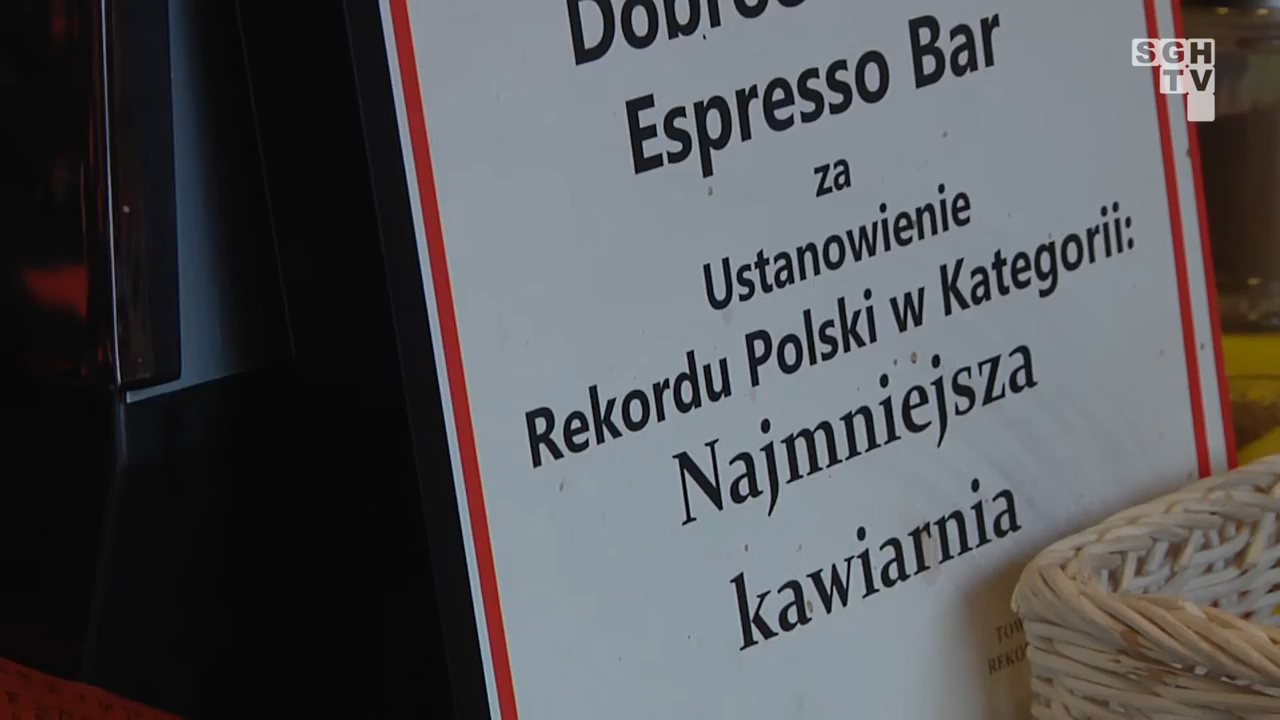 Espresso Bar
za
Ustanowienie
Rekordu Polski w Kategorii:
Najmniejsza
kawiarnia
SGH
TV